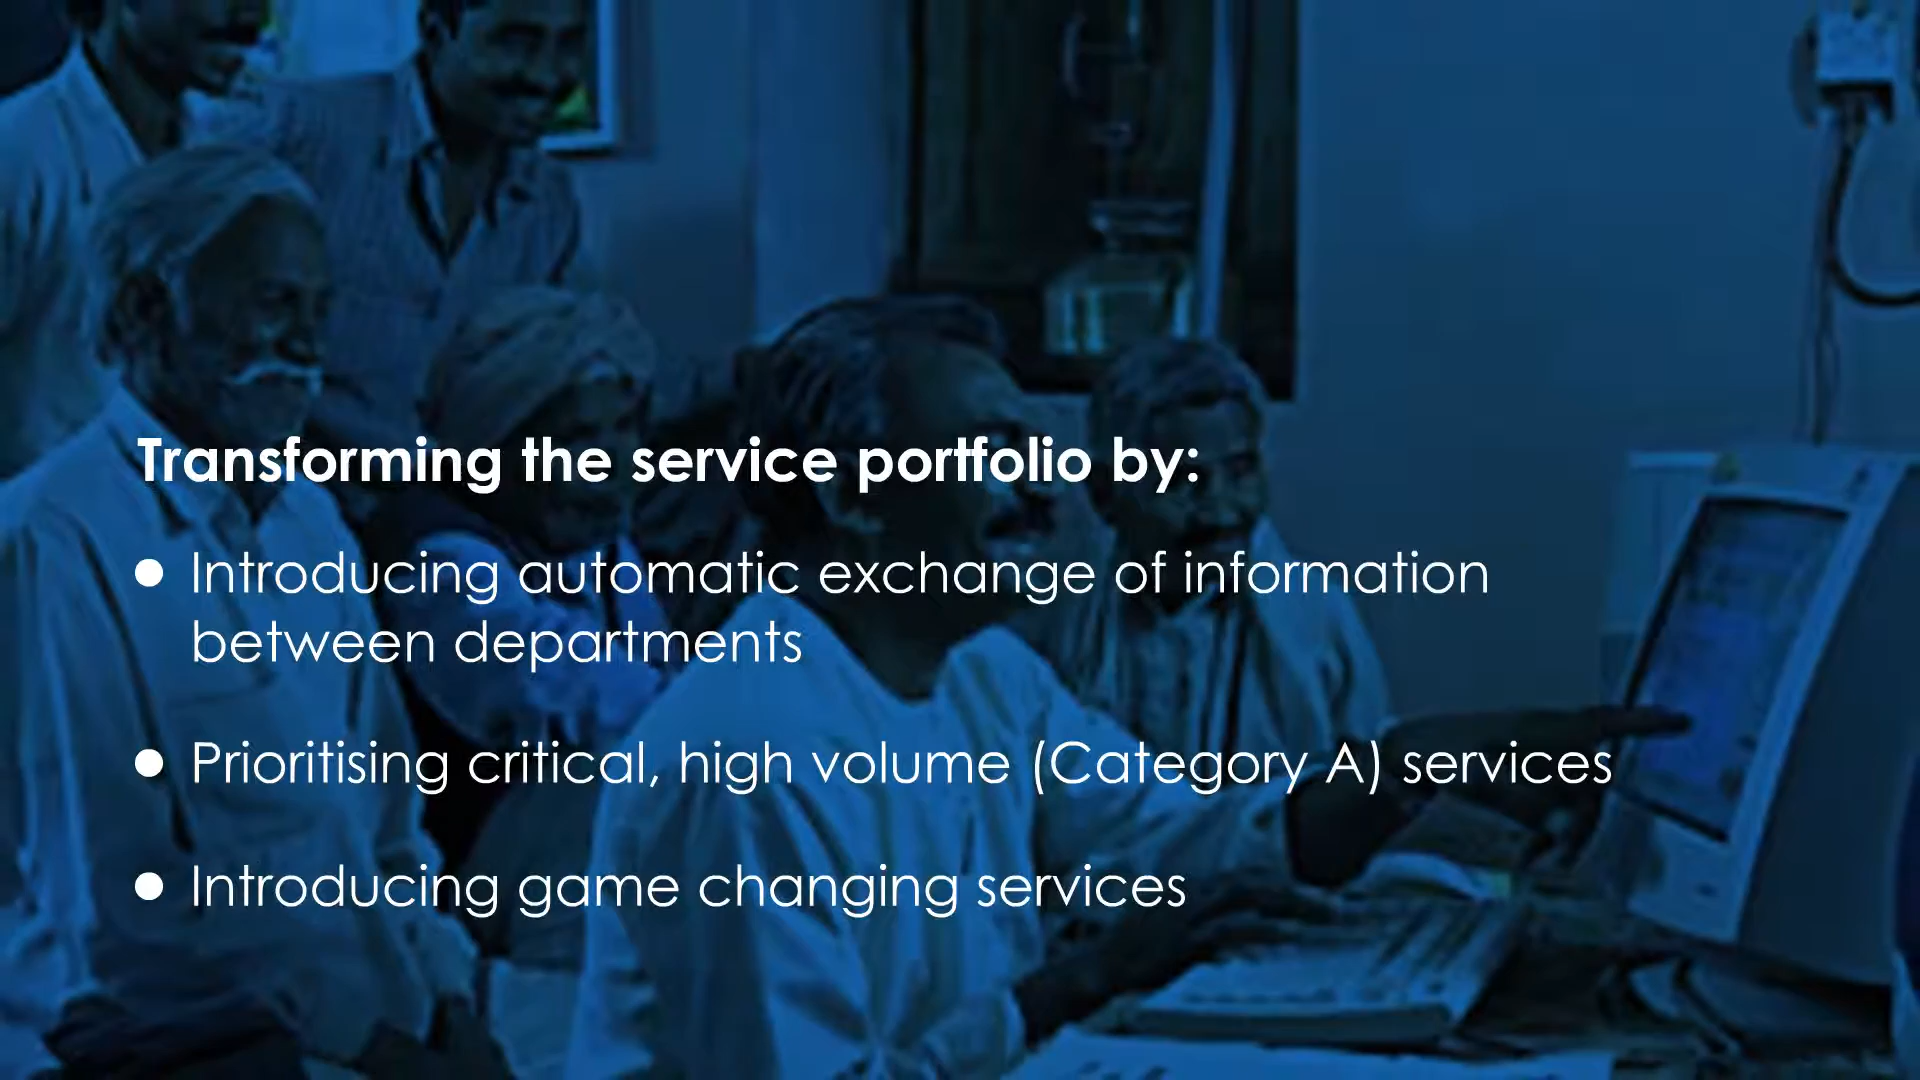 Transforming the service portfolio by:
● Introducing automatic exchange of information
between departments
● Prioritising critical, high volume (Category A) services
● Introducing game changing services